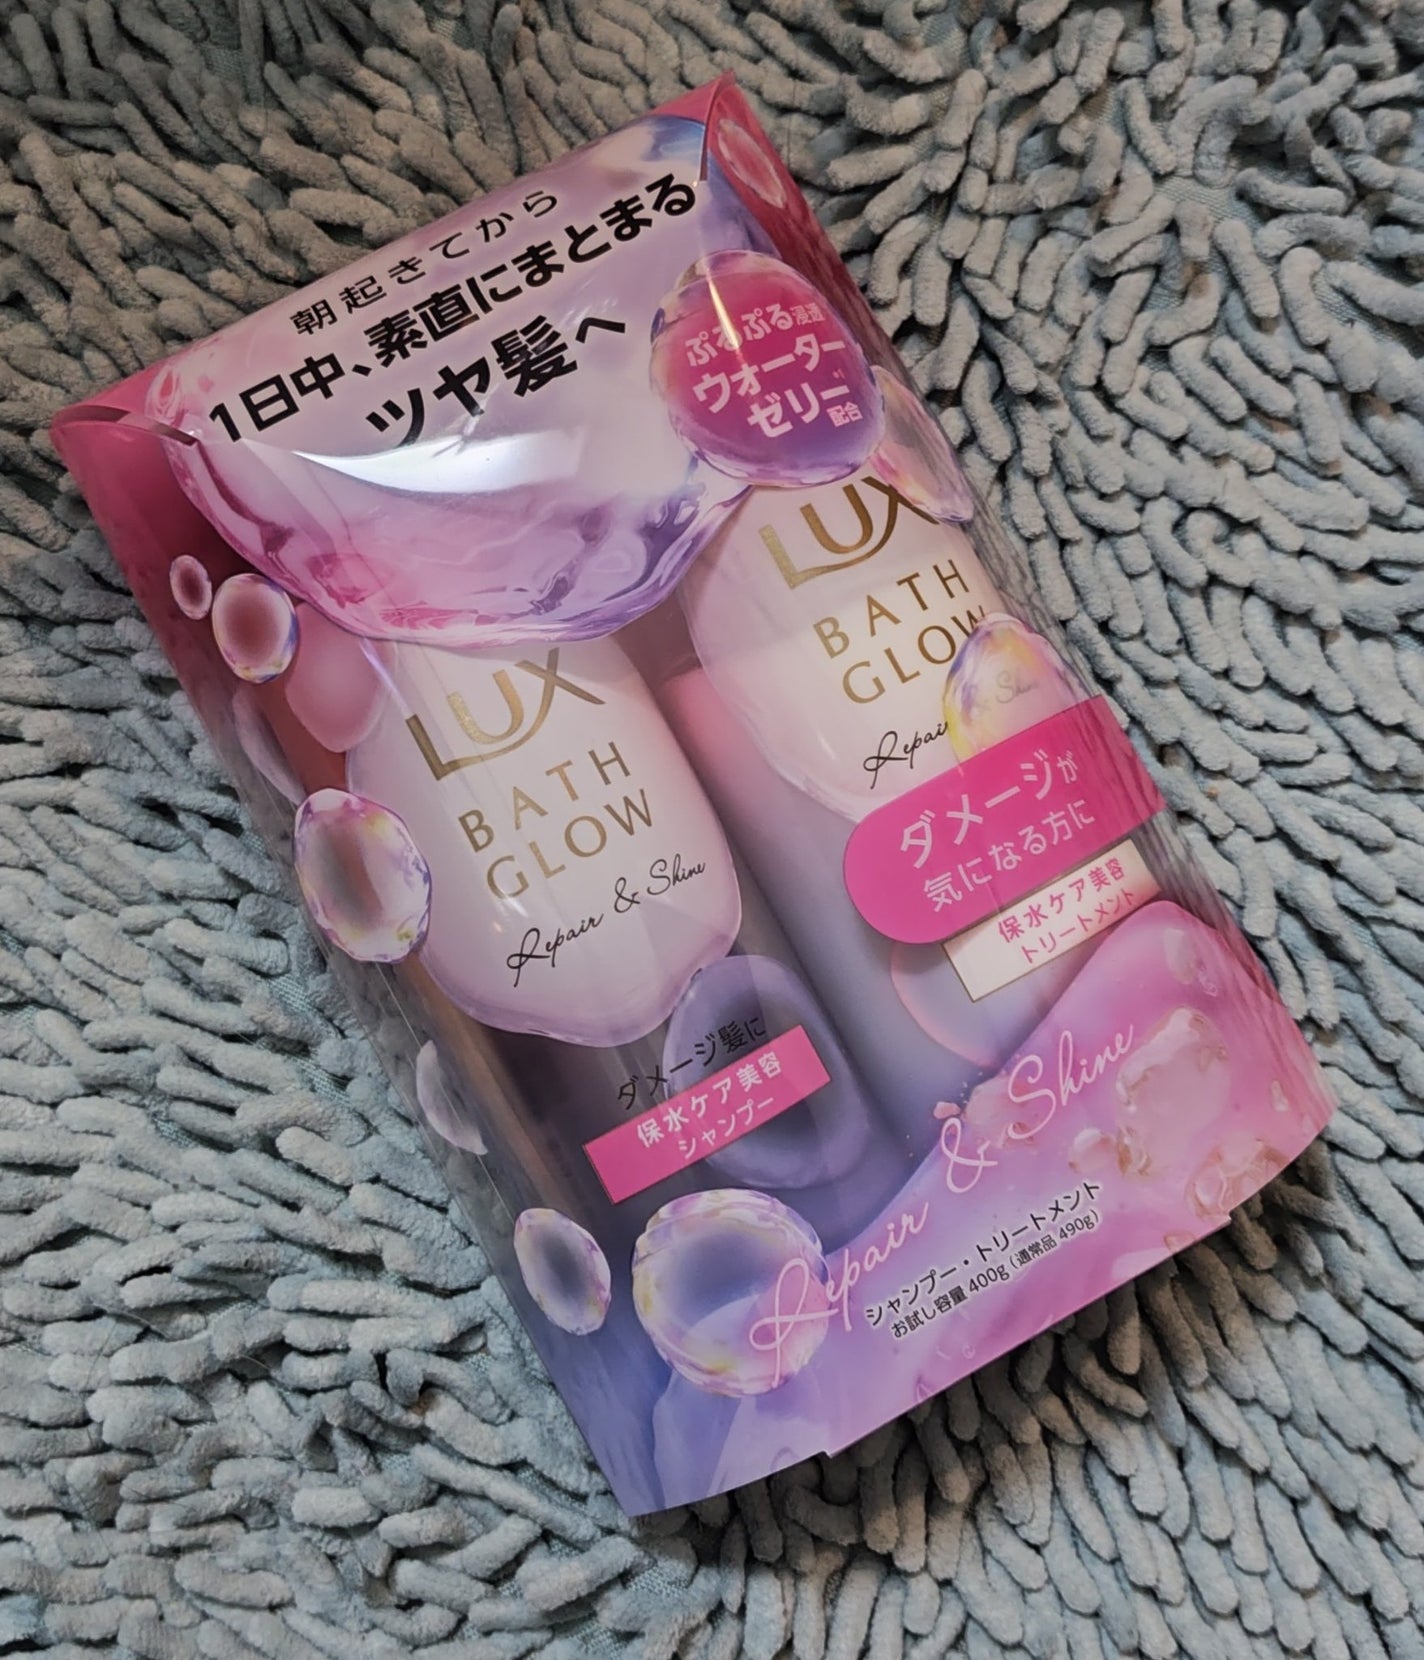 朝起きてから
1日中、素直にまとまる
ツヤ髪へ
ぷるぷる浸透
ウォーター
ゼリー*1
配合
LUX
BATH
GLOW
Repair & Shine
ダメージ髪に
保水ケア美容
シャンプー
LUX
BATH
GLOW
Repair & Shine
ダメージが
気になる方に
保水ケア美容
トリートメント
Repair & Shine
シャンプー・トリートメント
お試し容量 400g (通常品 490g)